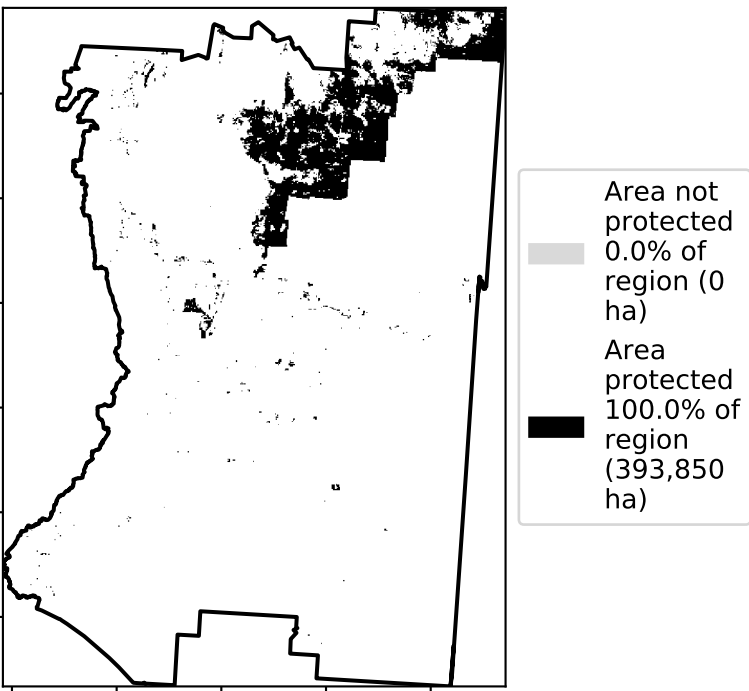 Area not
protected
0.0% of
region (0
ha)
Area
protected
100.0% of
region
(393,850
ha)